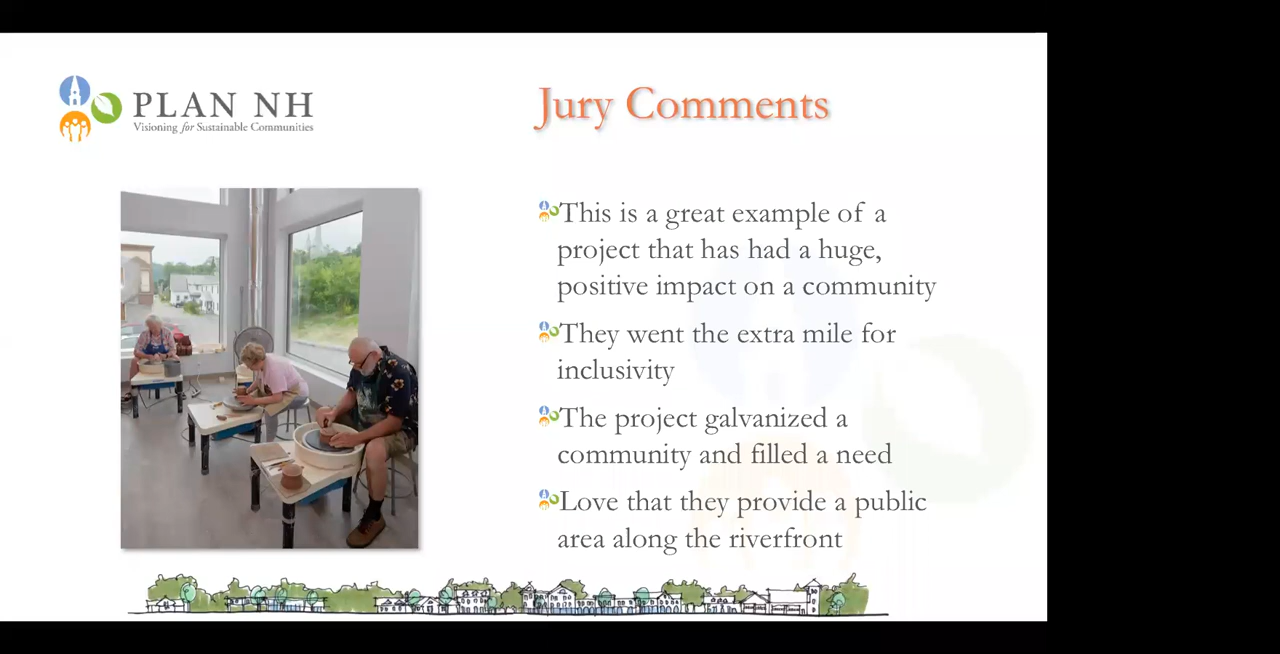 PLAN NH
Visioning for Sustainable Communities
Jury Comments
This is a great example of a
project that has had a huge,
positive impact on a community
They went the extra mile for
inclusivity
The project galvanized a
community and filled a need
Love that they provide a public
area along the riverfront